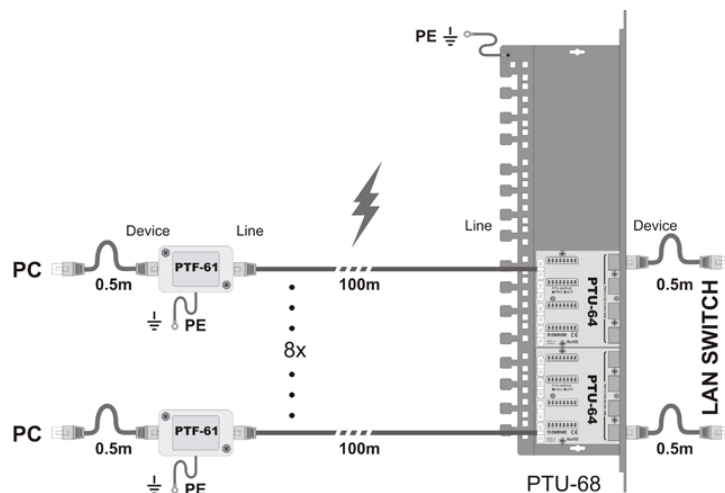 PE
Device
Line
Line
Device
PC
PTF-61
0.5m
100m
PTU-64
0.5m
PE
8x
PTU-64
LAN SWITCH
PC
PTF-61
0.5m
100m
0.5m
PE
PTU-68